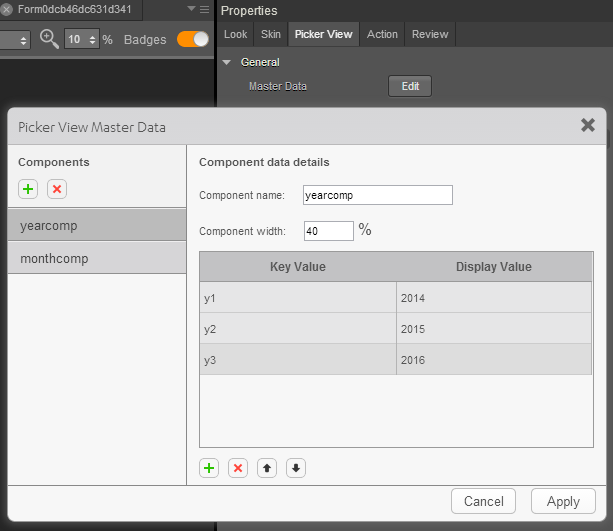 Form0dcb46dc631d341
Properties
10 % Badges
Look Skin Picker View Action Review
General
Master Data Edit
Picker View Master Data
Components
Component data details
Component name: yearcomp
yearcomp
Component width: 40 %
monthcomp
Key Value Display Value
y1 2014
y2 2015
y3 2016
Cancel Apply